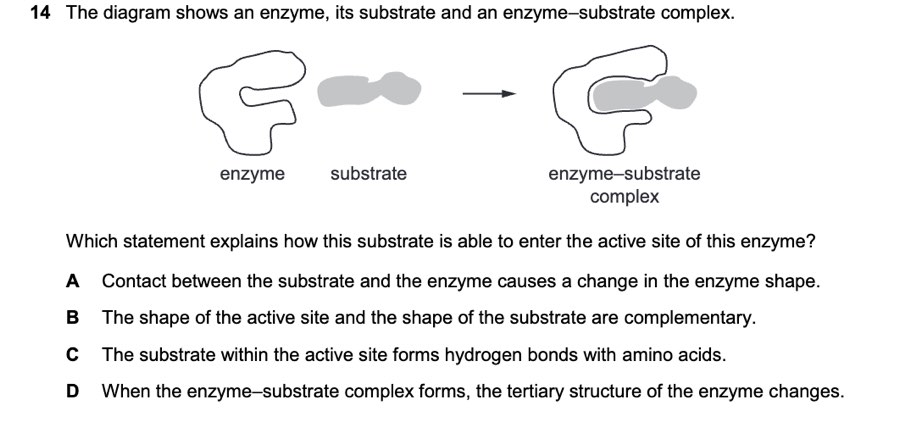 14 The diagram shows an enzyme, its substrate and an enzyme–substrate complex.
enzyme substrate enzyme–substrate
complex
Which statement explains how this substrate is able to enter the active site of this enzyme?
A Contact between the substrate and the enzyme causes a change in the enzyme shape.
B The shape of the active site and the shape of the substrate are complementary.
C The substrate within the active site forms hydrogen bonds with amino acids.
D When the enzyme–substrate complex forms, the tertiary structure of the enzyme changes.